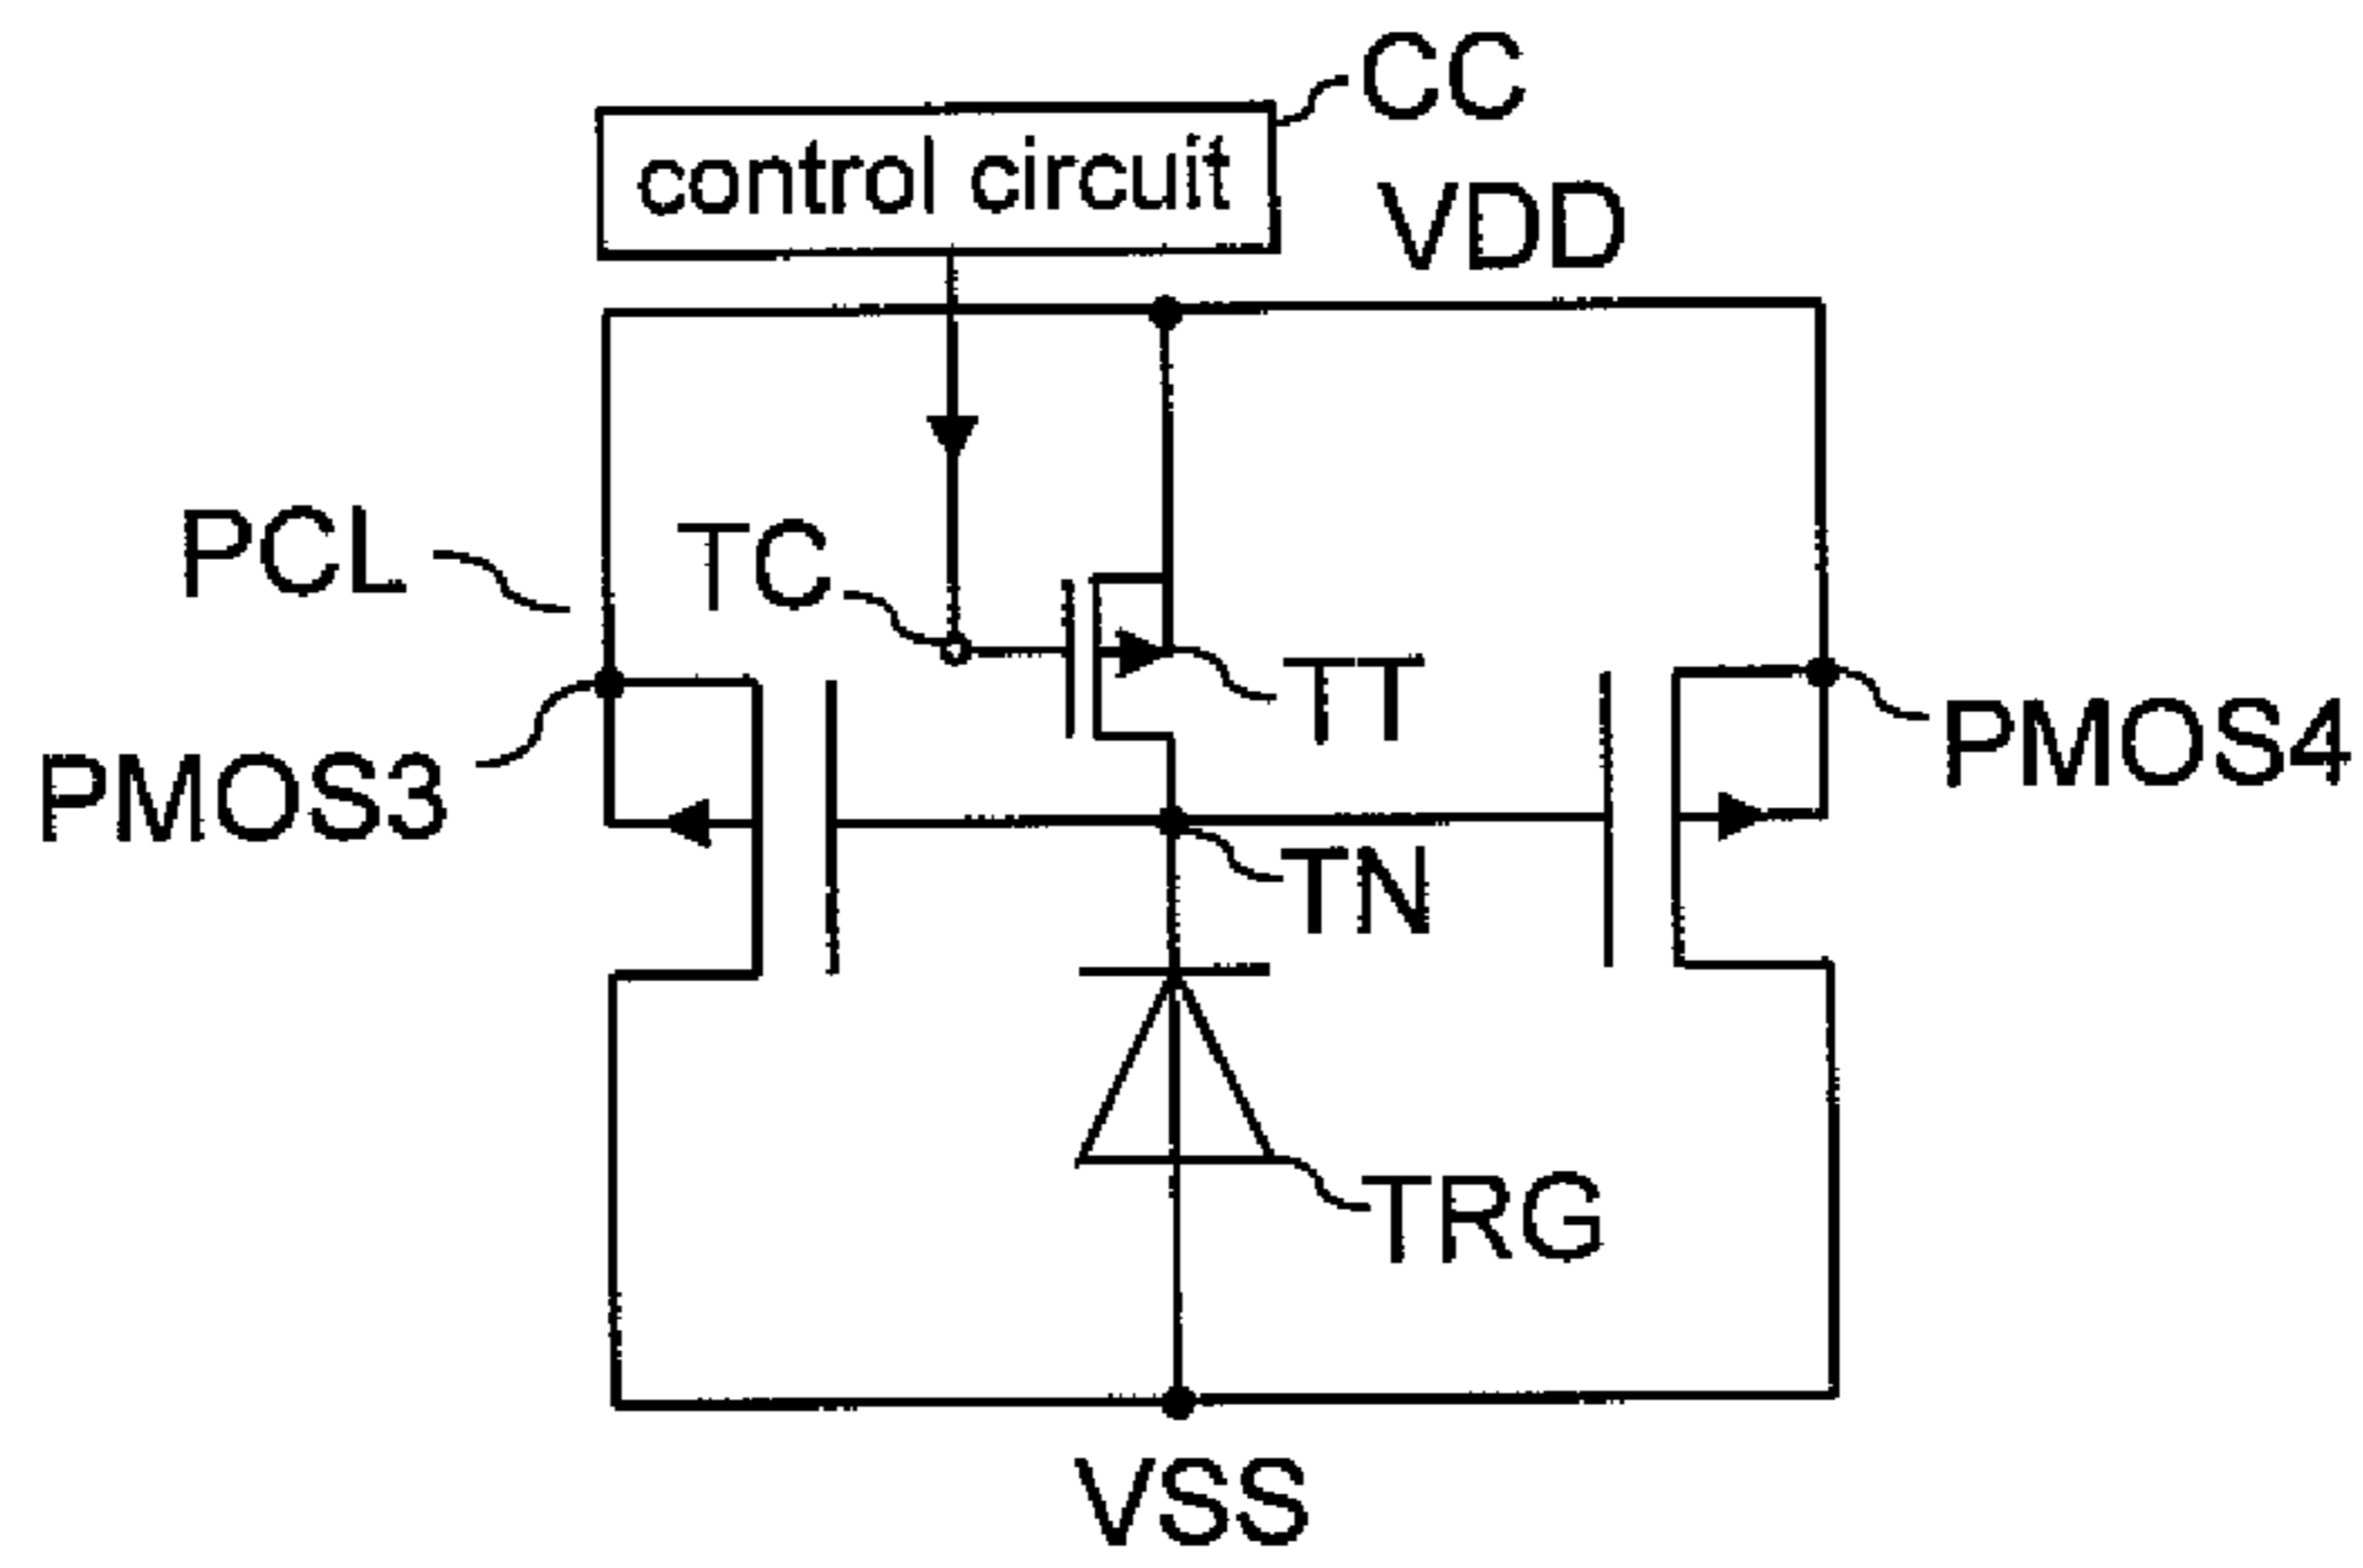 CC
control circuit
VDD
PCL
TC
TT
PMOS3
PMOS4
TN
TRG
VSS